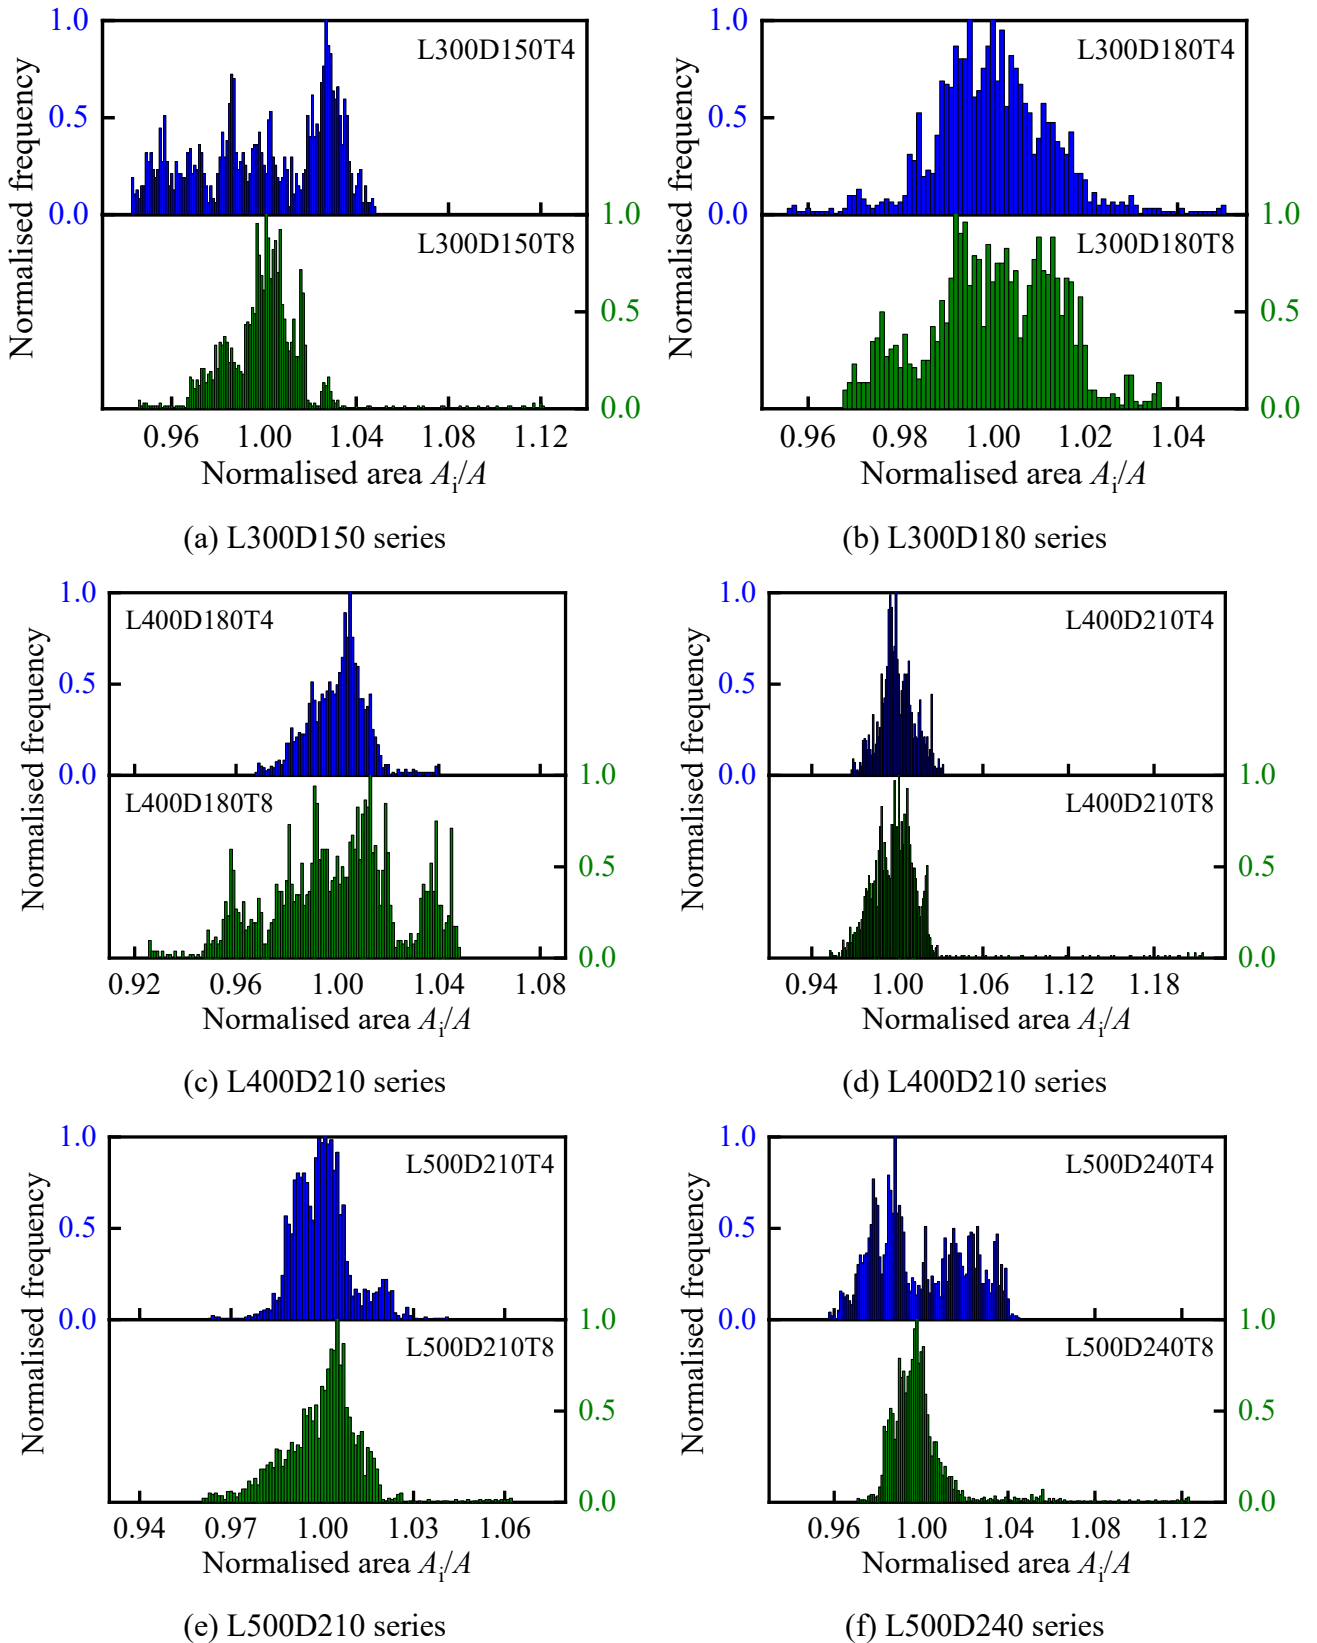 Normalised frequency
1.0
0.5
0.0
L300D150T4
L300D150T8
1.0
0.5
0.0
0.96 1.00 1.04 1.08 1.12
Normalised area Ai/A
(a) L300D150 series
Normalised frequency
1.0
0.5
0.0
L300D180T4
L300D180T8
1.0
0.5
0.0
0.96 0.98 1.00 1.02 1.04
Normalised area Ai/A
(b) L300D180 series
Normalised frequency
1.0
0.5
0.0
L400D180T4
L400D180T8
1.0
0.5
0.0
0.92 0.96 1.00 1.04 1.08
Normalised area Ai/A
(c) L400D210 series
Normalised frequency
1.0
0.5
0.0
L400D210T4
L400D210T8
1.0
0.5
0.0
0.94 1.00 1.06 1.12 1.18
Normalised area Ai/A
(d) L400D210 series
Normalised frequency
1.0
0.5
0.0
L500D210T4
L500D210T8
1.0
0.5
0.0
0.94 0.97 1.00 1.03 1.06
Normalised area Ai/A
(e) L500D210 series
Normalised frequency
1.0
0.5
0.0
L500D240T4
L500D240T8
1.0
0.5
0.0
0.96 1.00 1.04 1.08 1.12
Normalised area Ai/A
(f) L500D240 series